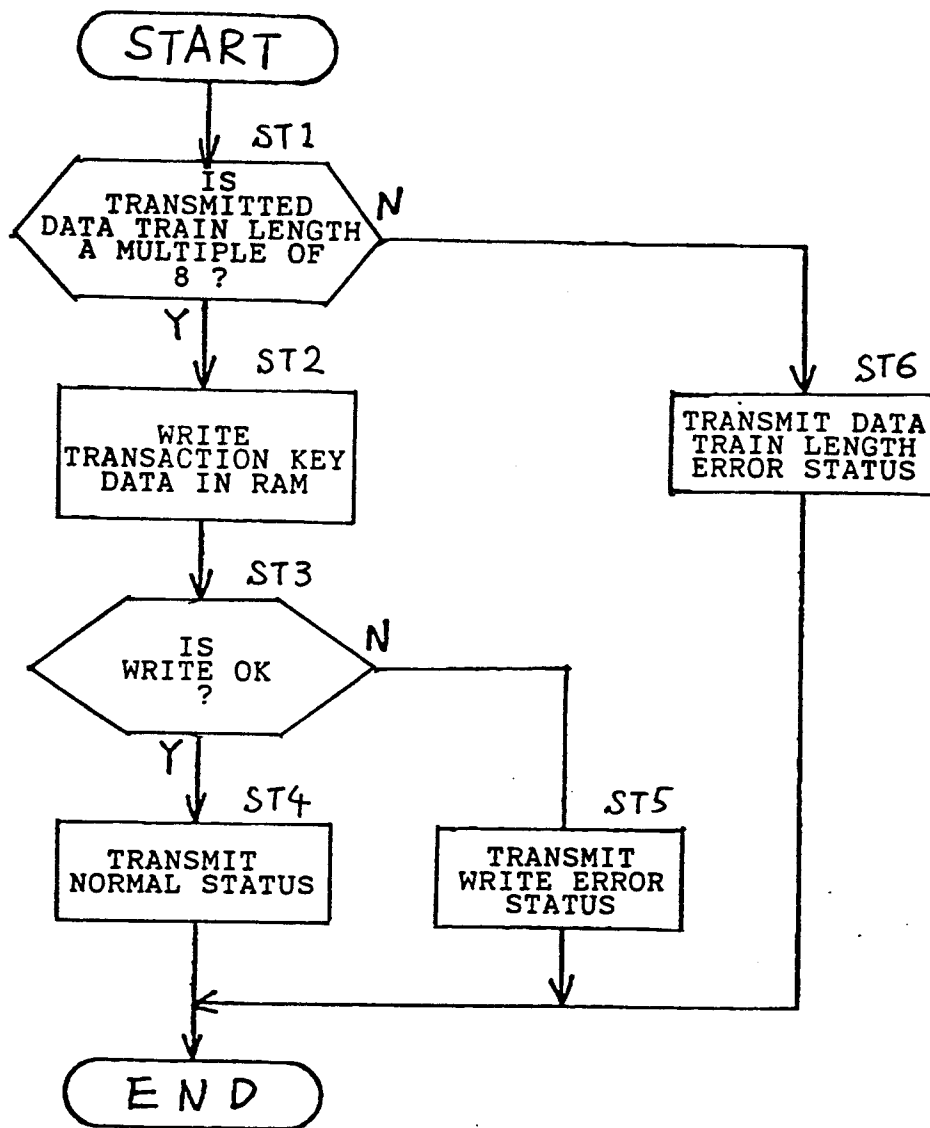 START
ST1
IS
TRANSMITTED
DATA TRAIN LENGTH
A MULTIPLE OF
8 ?
N
Y
ST2
WRITE
TRANSACTION KEY
DATA IN RAM
ST6
TRANSMIT DATA
TRAIN LENGTH
ERROR STATUS
ST3
IS
WRITE OK
?
N
Y
ST4
TRANSMIT
NORMAL STATUS
ST5
TRANSMIT
WRITE ERROR
STATUS
END